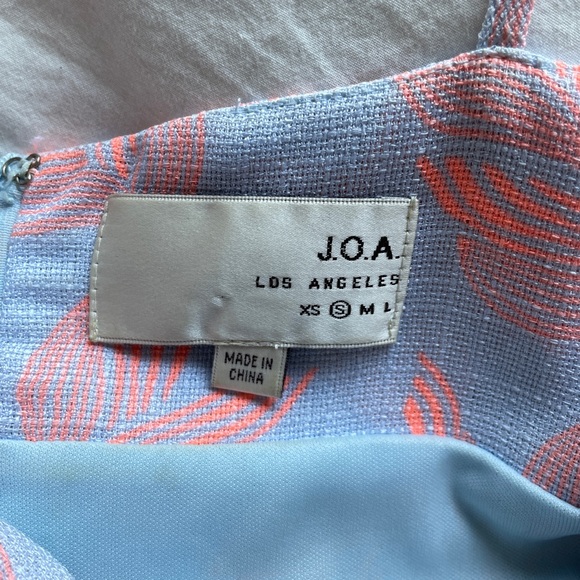 J.O.A.
LOS ANGELES
XS Ⓢ M L
MADE IN
CHINA